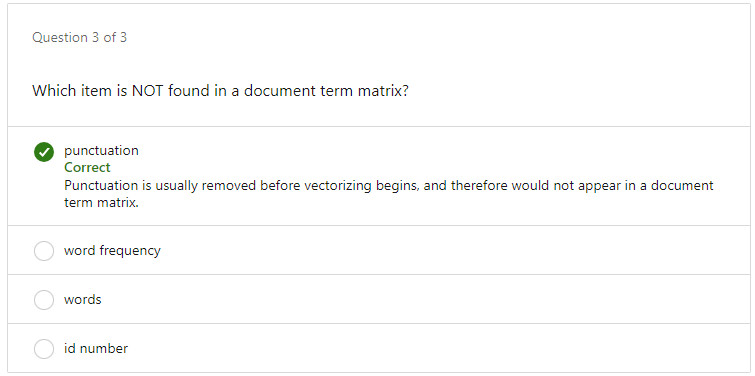 Question 3 of 3
Which item is NOT found in a document term matrix?
punctuation
Correct
Punctuation is usually removed before vectorizing begins, and therefore would not appear in a document
term matrix.
word frequency
words
id number